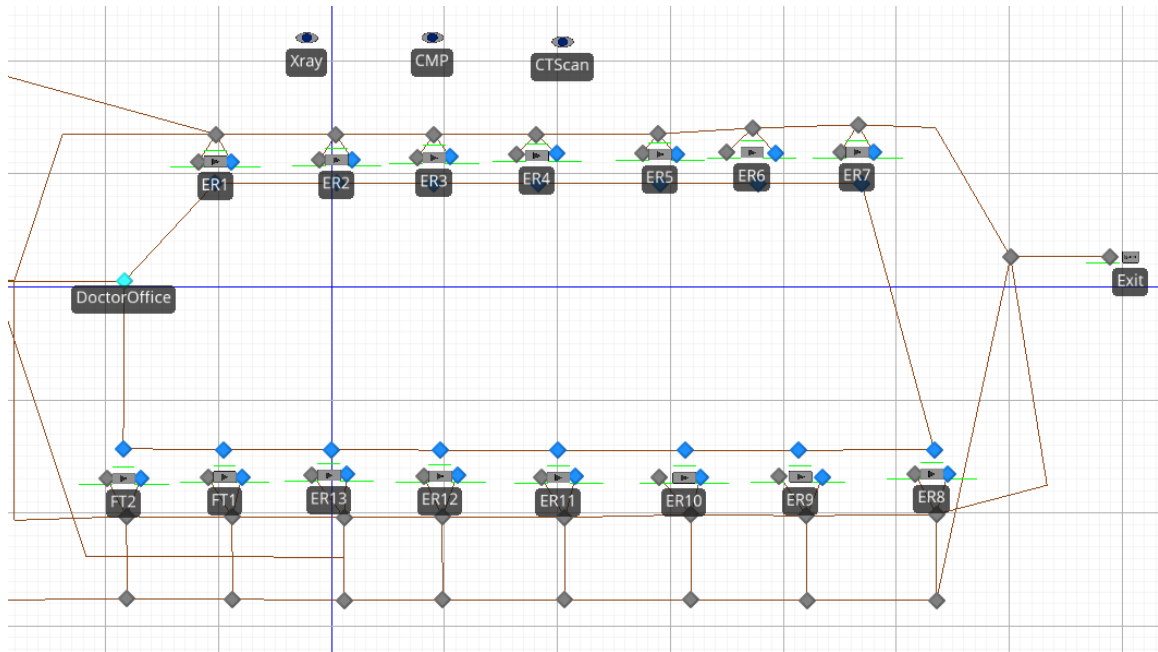 Xray
CMP
CTScan
ER1
ER2
ER3
ER4
ER5
ER6
ER7
DoctorOffice
Exit
FT2
FT1
ER13
ER12
ER11
ER10
ER9
ER8